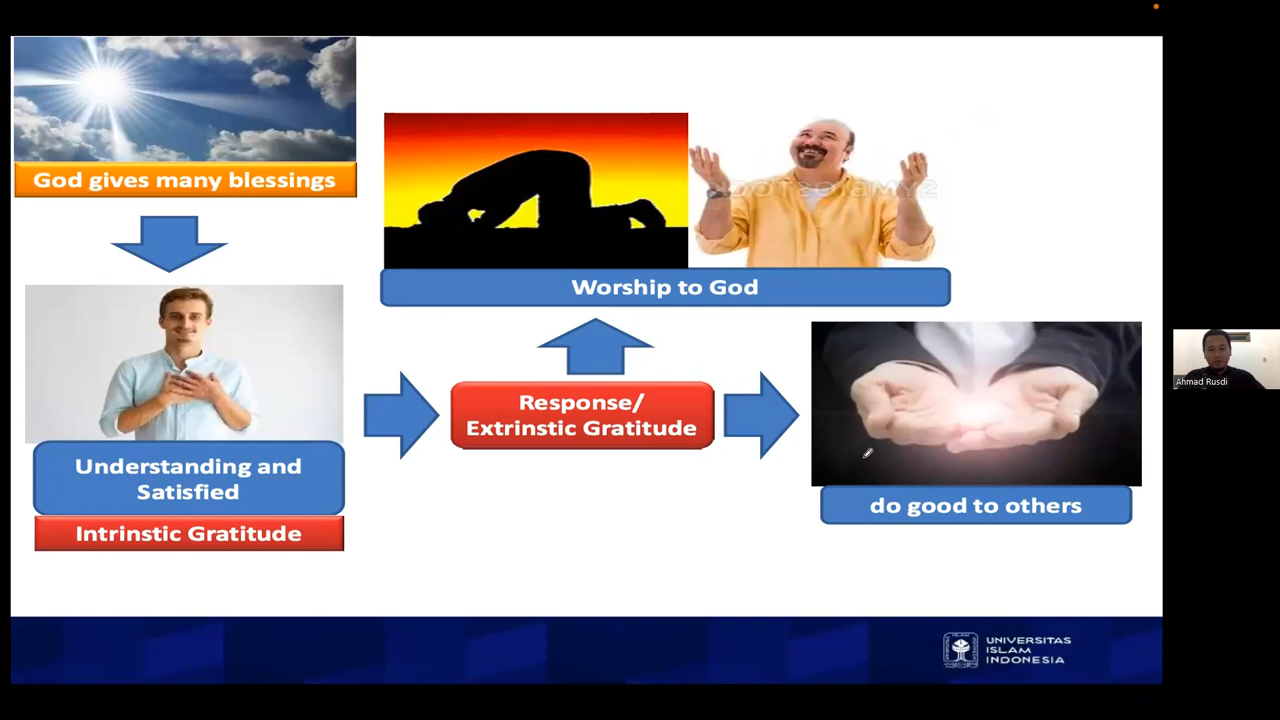 God gives many blessings
Understanding and
Satisfied
Intrinstic Gratitude
Worship to God
Response/
Extrinstic Gratitude
do good to others
UNIVERSITAS
ISLAM
INDONESIA
Ahmad Rusdi